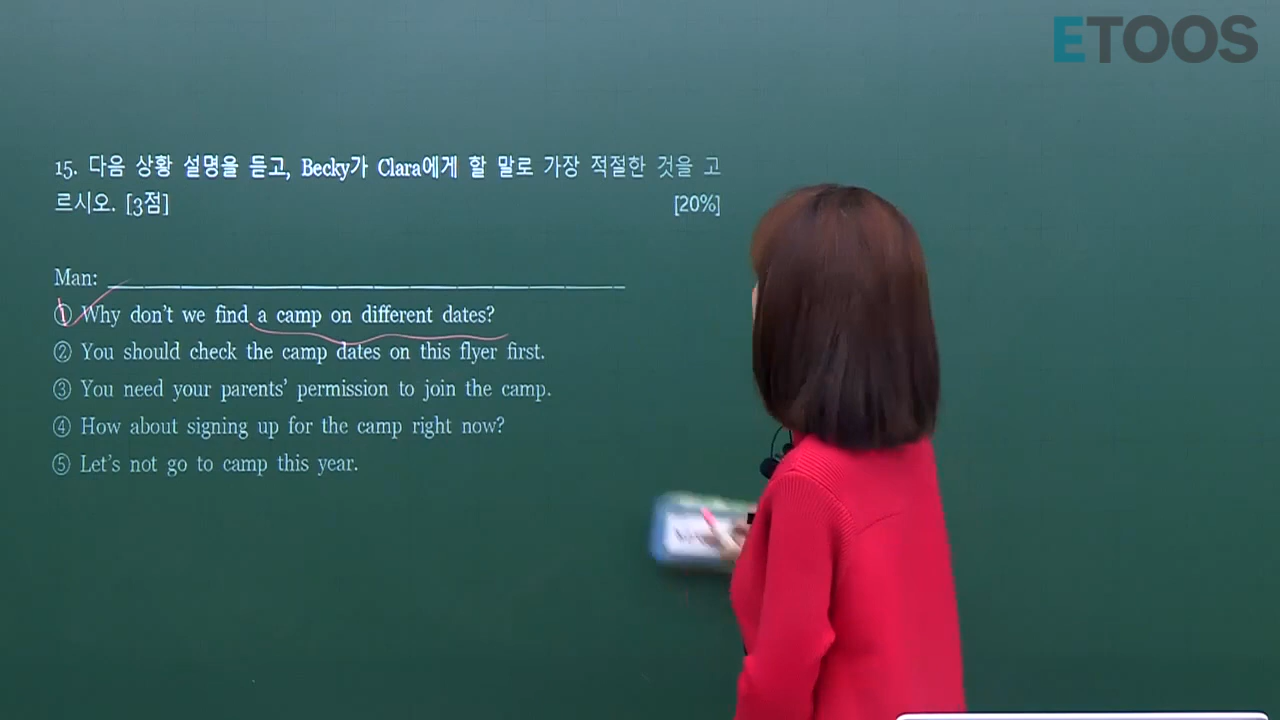 ETOOS
15. 다음 상황 설명을 듣고, Becky가 Clara에게 할 말로 가장 적절한 것을 고
르시오. [3점] [20%]
Man:
① Why don't we find a camp on different dates?
② You should check the camp dates on this flyer first.
③ You need your parents' permission to join the camp.
④ How about signing up for the camp right now?
⑤ Let's not go to camp this year.